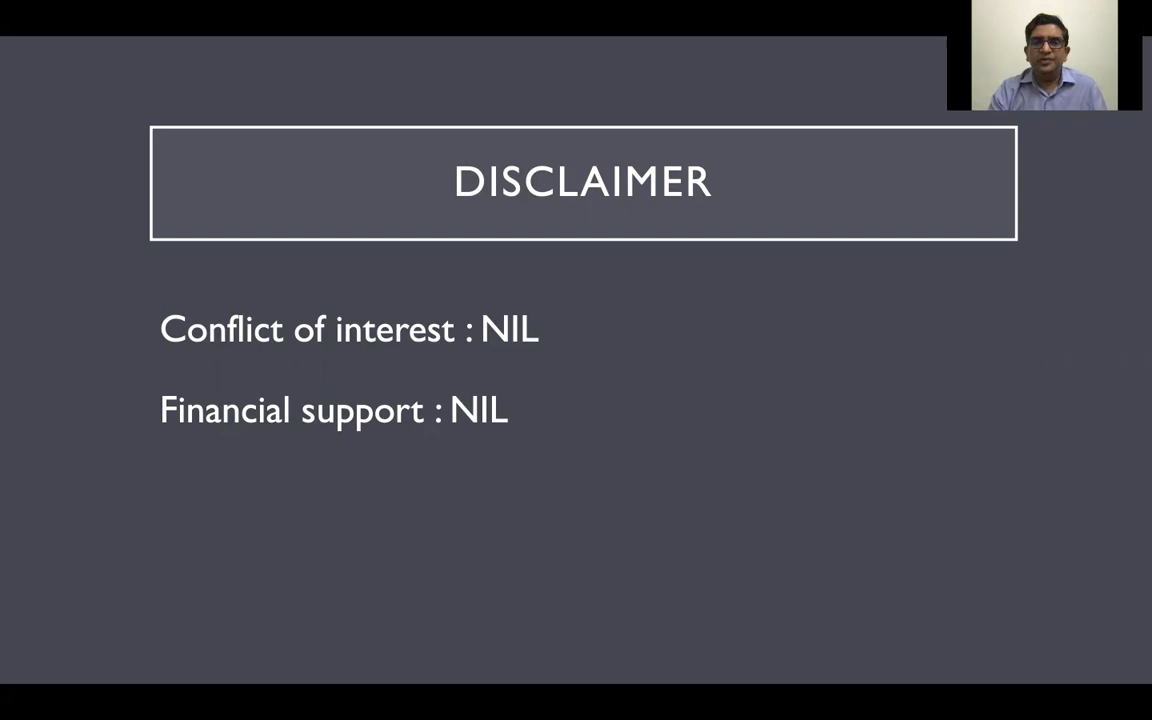 DISCLAIMER
Conflict of interest : NIL
Financial support : NIL